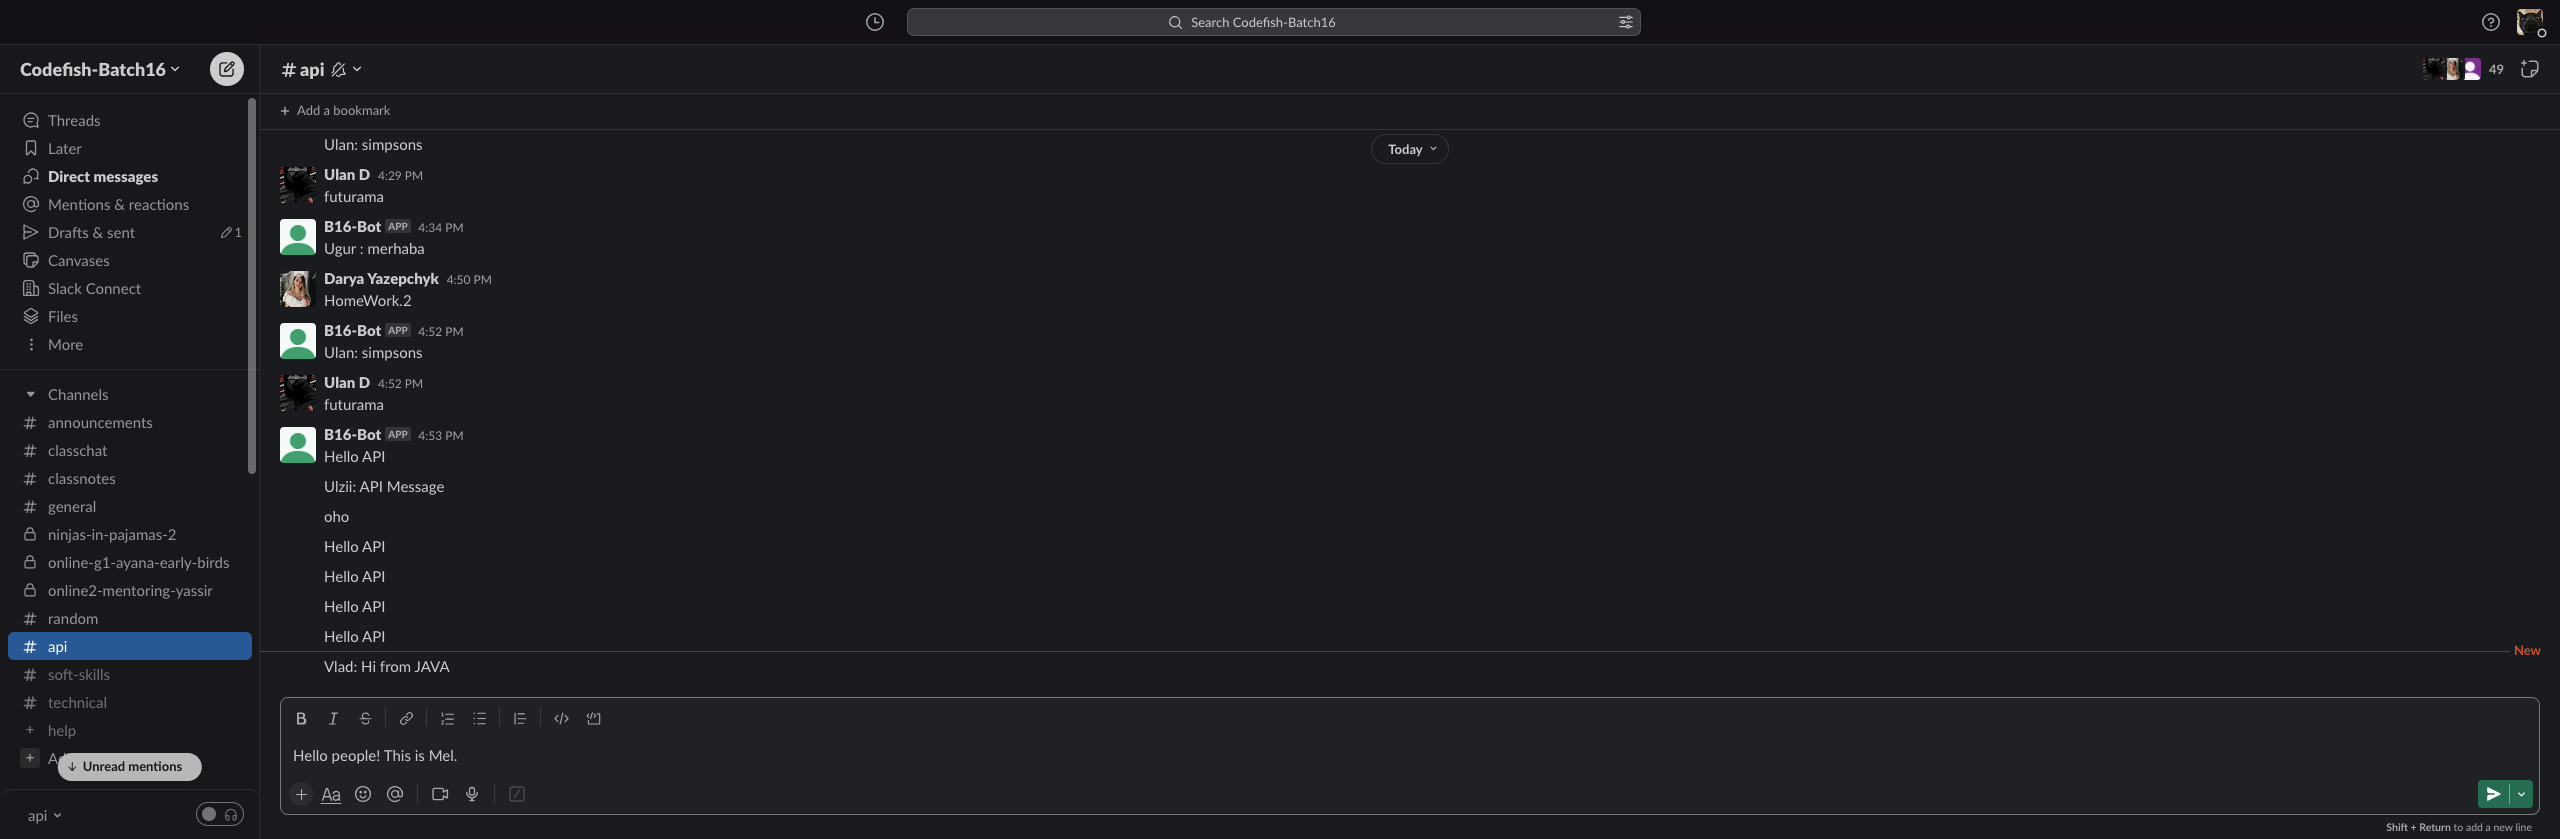 Search Codefish-Batch16
Codefish-Batch16
Threads
Later
Direct messages
Mentions & reactions
Drafts & sent 1
Canvases
Slack Connect
Files
More
Channels
# announcements
# classchat
# classnotes
# general
ninjas-in-pajamas-2
online-g1-ayana-early-birds
online2-mentoring-yassir
# random
# api
# soft-skills
# technical
+ help
+ A
↓ Unread mentions
api
# api
49
+ Add a bookmark
Today
Ulan: simpsons
Ulan D 4:29 PM
futurama
B16-Bot APP 4:34 PM
Ugur : merhaba
Darya Yazepchyk 4:50 PM
HomeWork.2
B16-Bot APP 4:52 PM
Ulan: simpsons
Ulan D 4:52 PM
futurama
B16-Bot APP 4:53 PM
Hello API
Ulzii: API Message
oho
Hello API
Hello API
Hello API
Hello API
New
Vlad: Hi from JAVA
B I S
Hello people! This is Mel.
+ Aa @
Shift + Return to add a new line